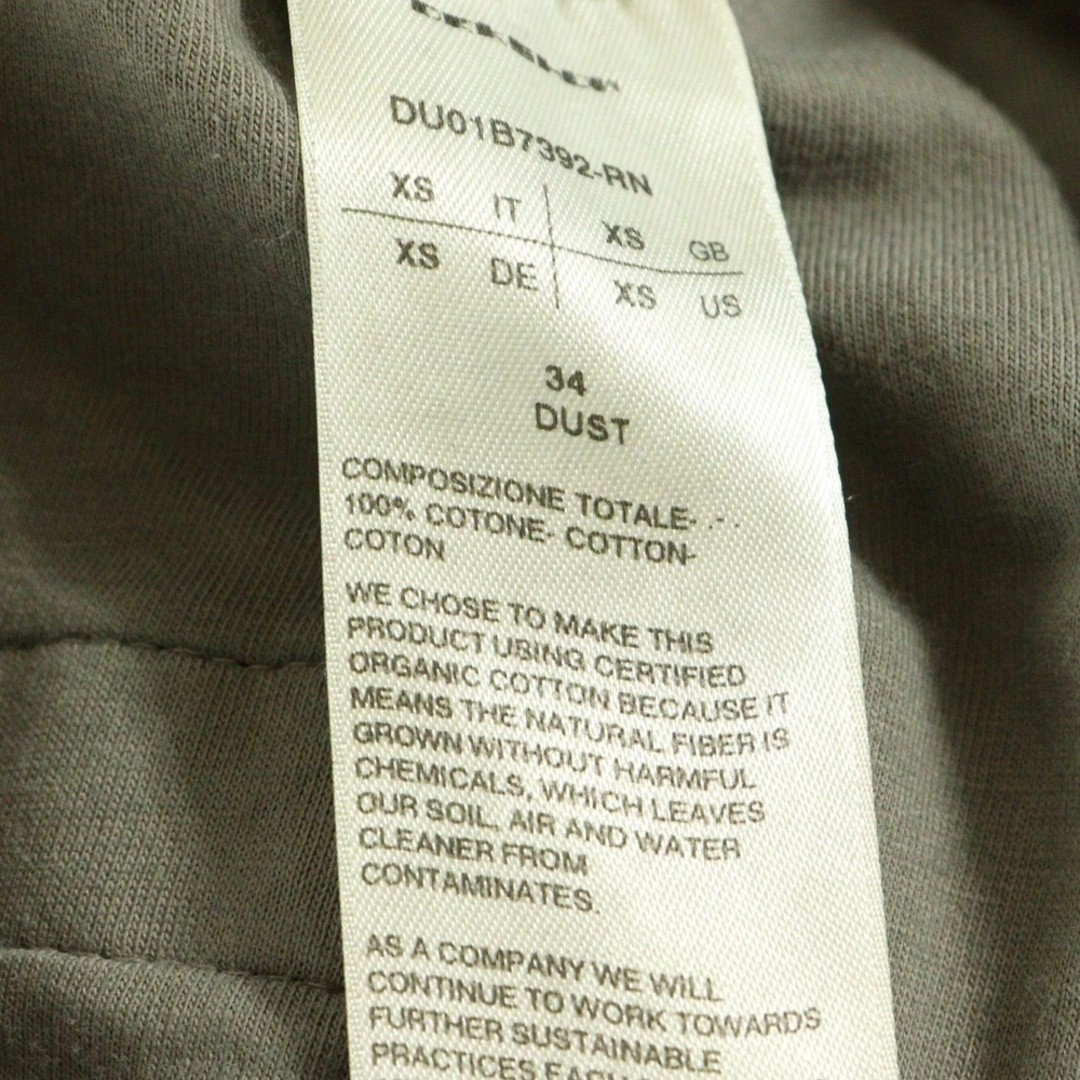 DU01B7392-RN
XS IT XS GB
XS DE XS US
34
DUST
COMPOSIZIONE TOTALE- .-.
100% COTONE- COTTON-
COTON
WE CHOSE TO MAKE THIS
PRODUCT USING CERTIFIED
ORGANIC COTTON BECAUSE IT
MEANS THE NATURAL FIBER IS
GROWN WITHOUT HARMFUL
CHEMICALS, WHICH LEAVES
OUR SOIL, AIR AND WATER
CLEANER FROM
CONTAMINATES.
AS A COMPANY WE WILL
CONTINUE TO WORK TOWARDS
FURTHER SUSTAINABLE
PRACTICES EACH